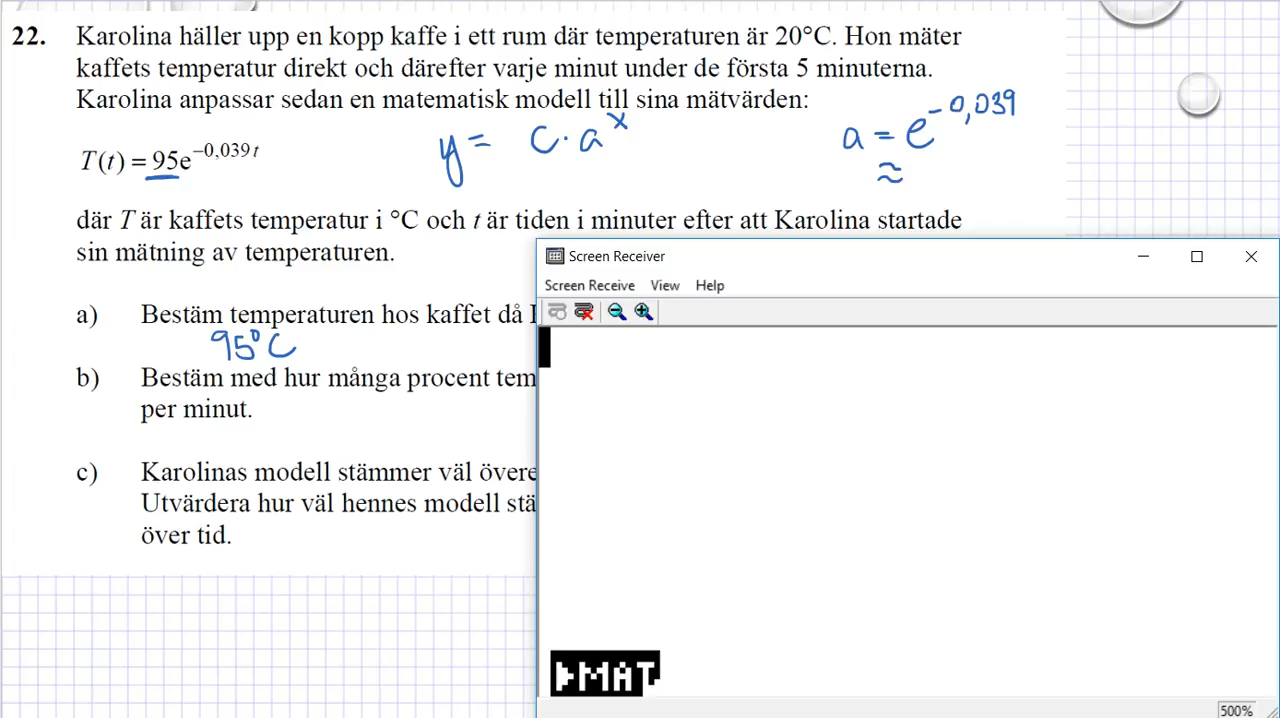 22. Karolina häller upp en kopp kaffe i ett rum där temperaturen är 20°C. Hon mäter
kaffets temperatur direkt och därefter varje minut under de första 5 minuterna.
Karolina anpassar sedan en matematisk modell till sina mätvärden:
y = C · a^x
a = e^-0,039
≈
T(t) = 95e^−0,039 t
där T är kaffets temperatur i °C och t är tiden i minuter efter att Karolina startade
sin mätning av temperaturen.
Screen Receiver
Screen Receive View Help
a) Bestäm temperaturen hos kaffet då
95°C
b) Bestäm med hur många procent tem
per minut.
c) Karolinas modell stämmer väl övere
Utvärdera hur väl hennes modell stä
över tid.
▶MAT
500%